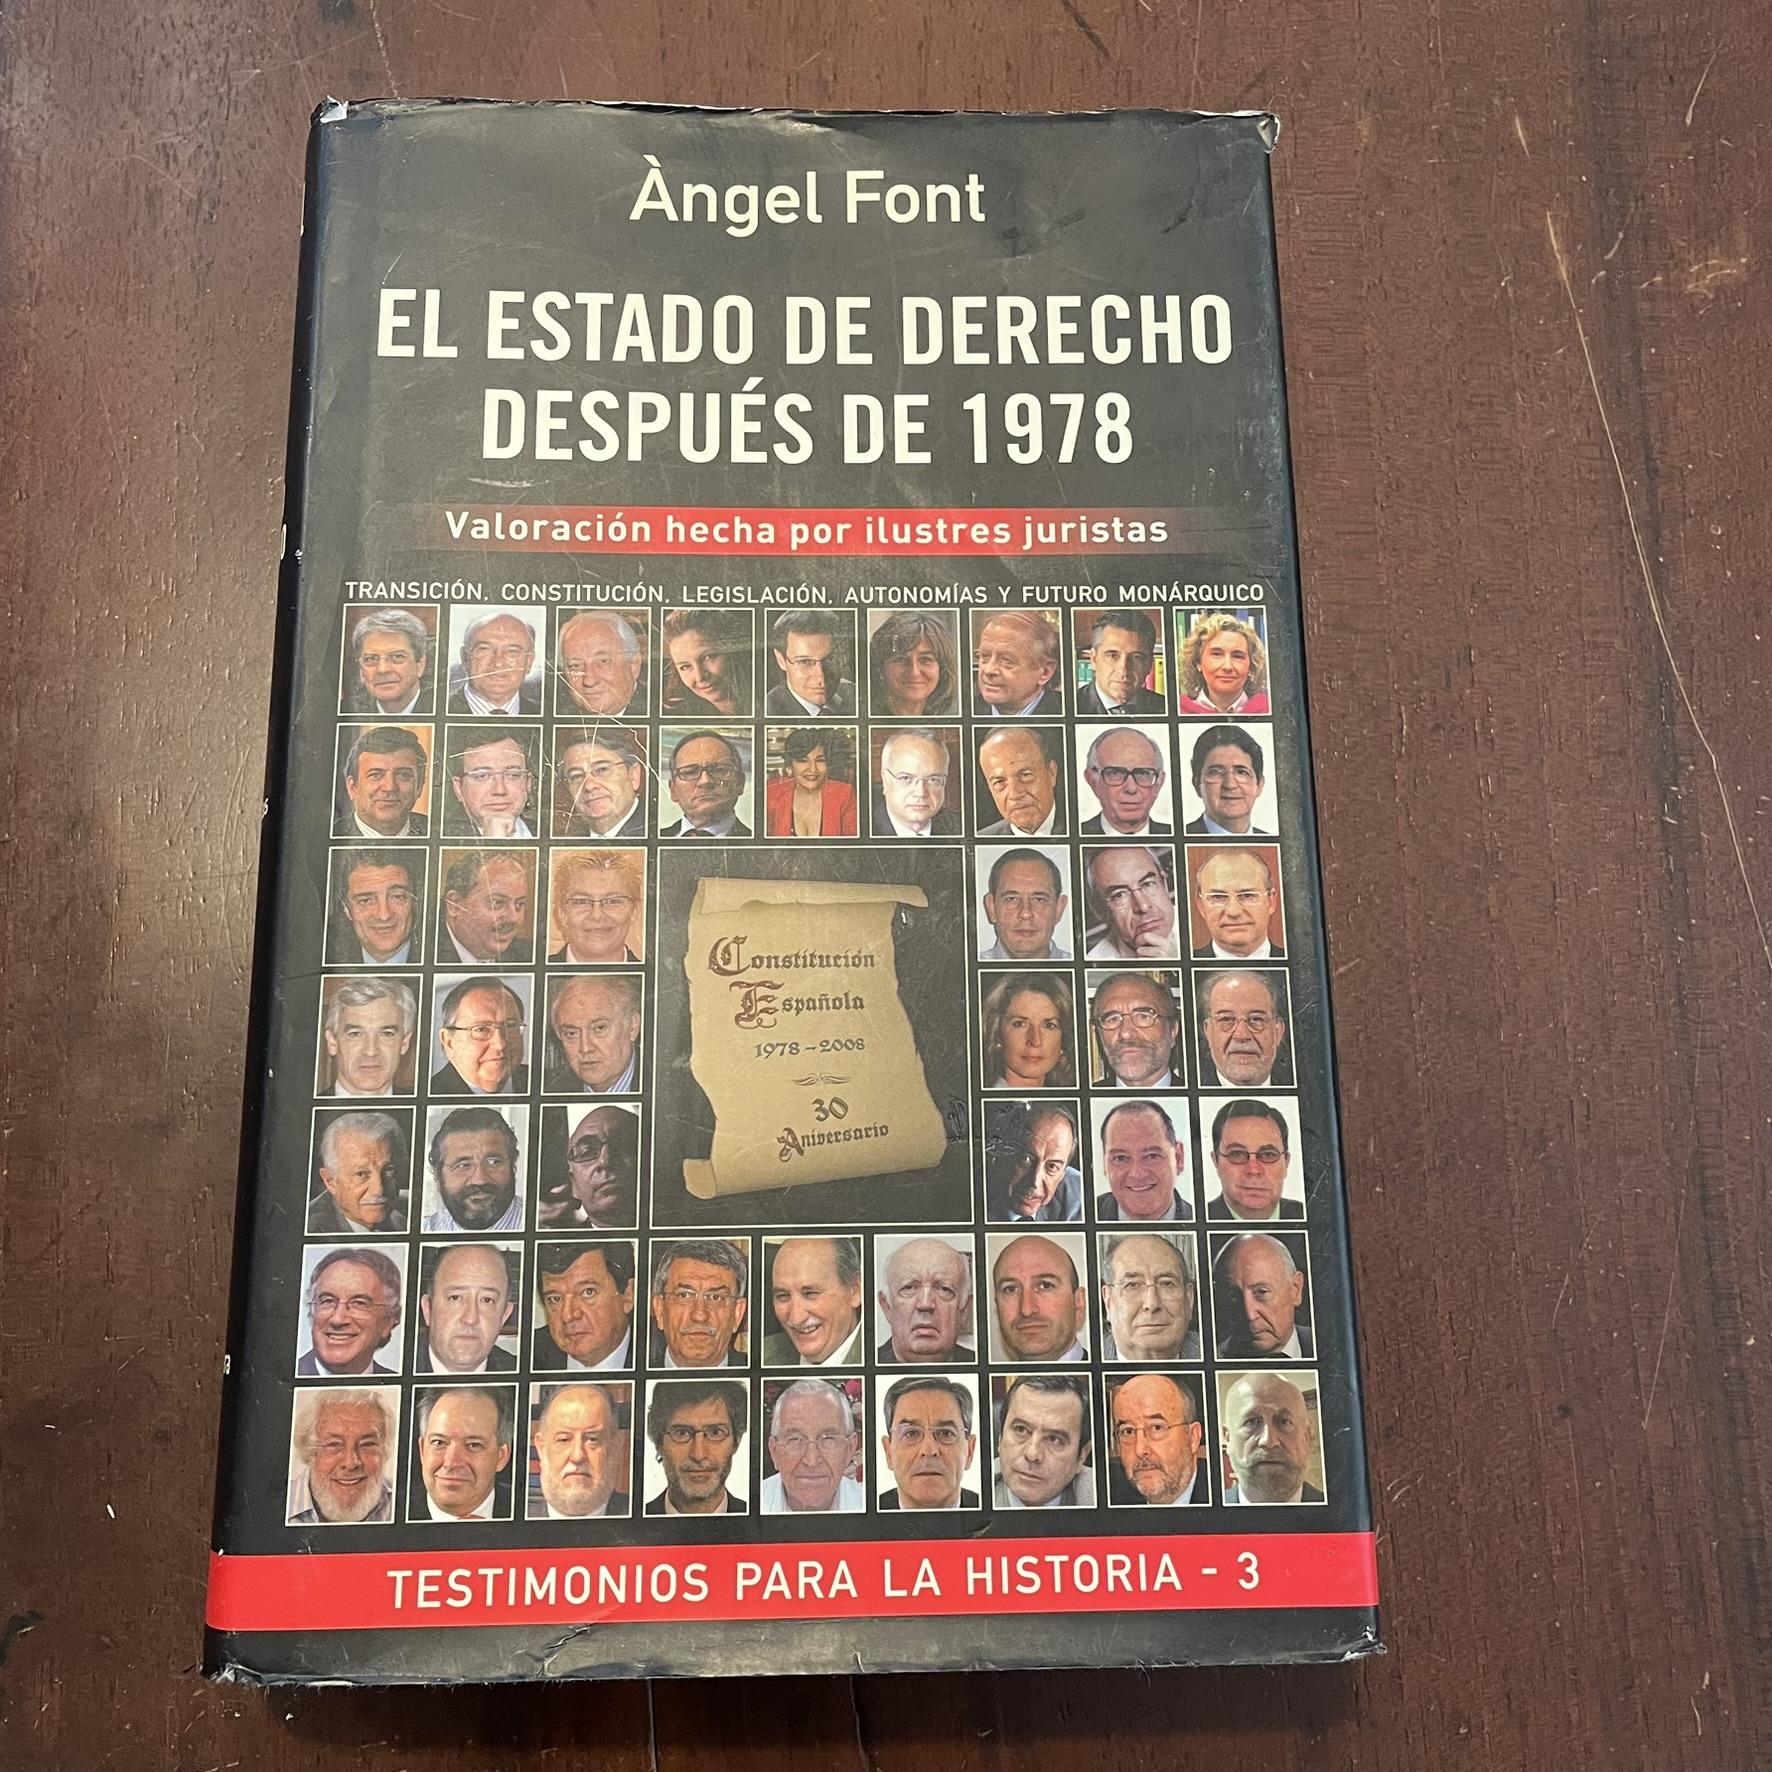 Àngel Font
EL ESTADO DE DERECHO
DESPUÉS DE 1978
Valoración hecha por ilustres juristas
TRANSICIÓN, CONSTITUCIÓN, LEGISLACIÓN, AUTONOMÍAS Y FUTURO MONÁRQUICO
Constitución
Española
1978-2008
30
Aniversario
TESTIMONIOS PARA LA HISTORIA - 3